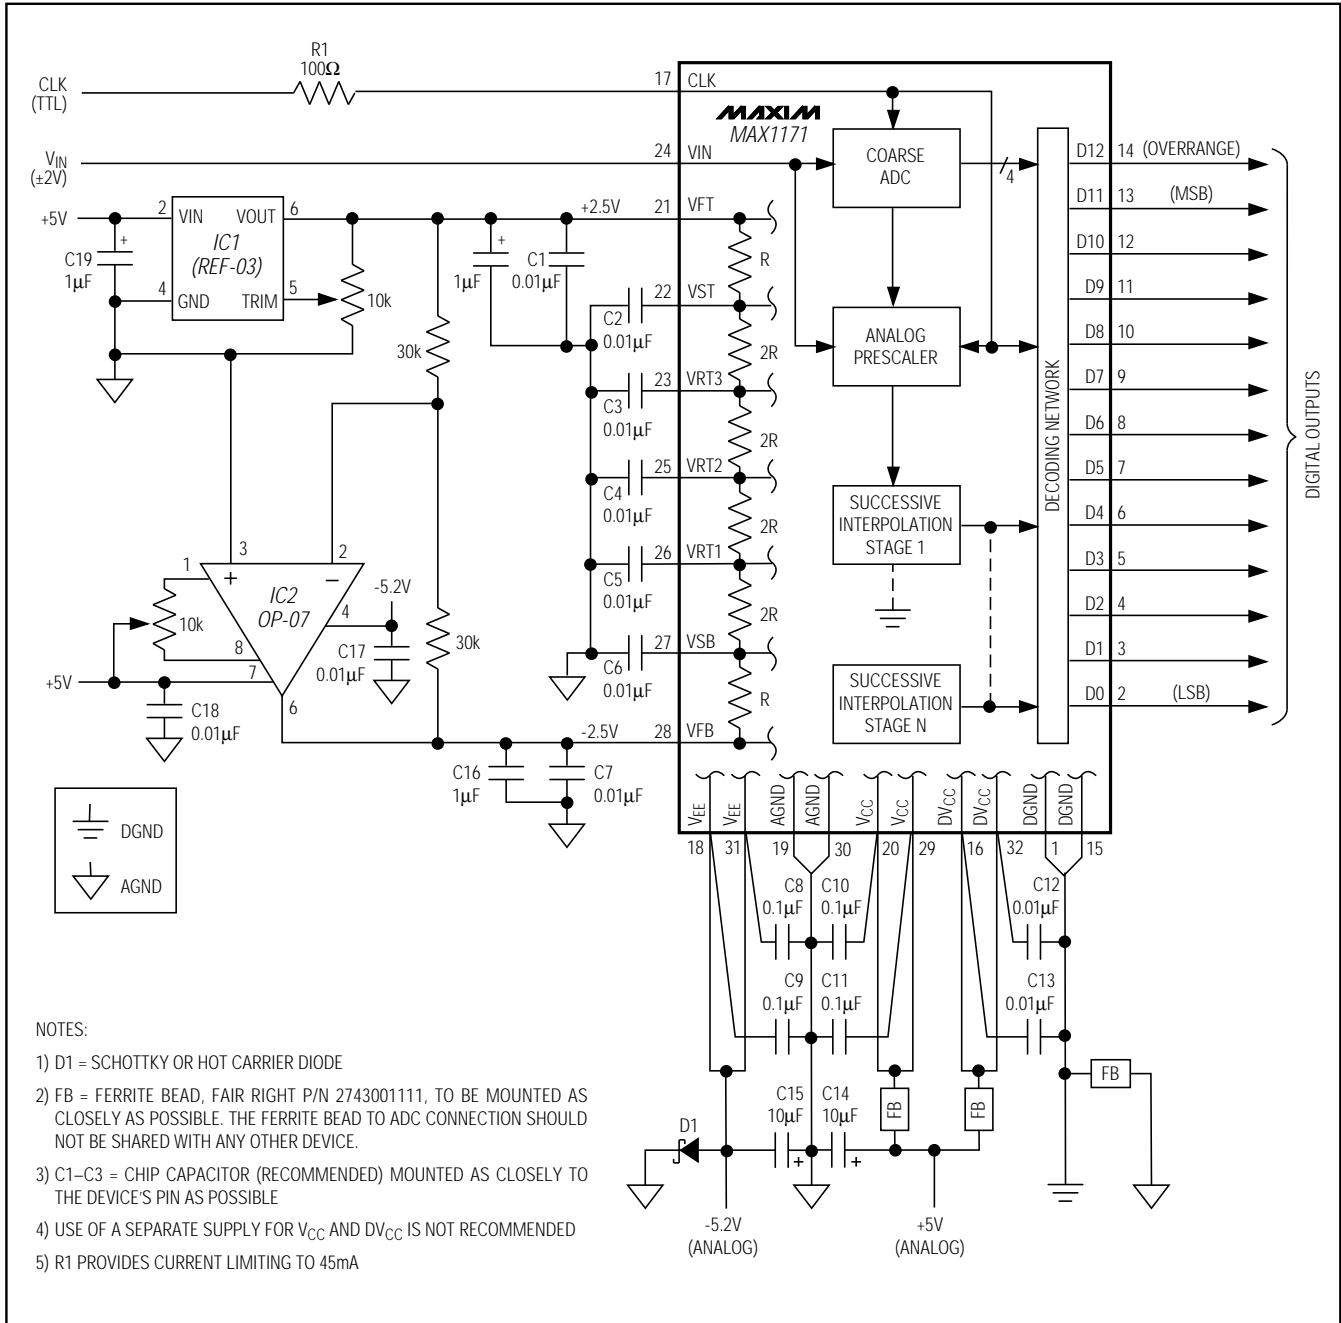 R1
100Ω
CLK
(TTL)
17
CLK
MAXIM
MAX1171
COARSE
ADC
4
VIN
(±2V)
24
VIN
+5V
2
VIN
VOUT
6
IC1
(REF-03)
4
GND
TRIM
5
10k
C19
1µF
+
+2.5V
21
VFT
+
1µF
C1
0.01µF
R
22
VST
C2
0.01µF
2R
30k
ANALOG
PRESCALER
23
VRT3
C3
0.01µF
2R
25
VRT2
C4
0.01µF
2R
SUCCESSIVE
INTERPOLATION
STAGE 1
26
VRT1
C5
0.01µF
2R
27
VSB
C6
0.01µF
R
SUCCESSIVE
INTERPOLATION
STAGE N
-2.5V
28
VFB
DECODING NETWORK
D12 14 (OVERRANGE)
D11 13 (MSB)
D10 12
D9 11
D8 10
D7 9
D6 8
D5 7
D4 6
D3 5
D2 4
D1 3
D0 2 (LSB)
DIGITAL OUTPUTS
3
2
1
+
−
IC2
OP-07
-5.2V
4
10k
8
7
6
C17
0.01µF
30k
+5V
C18
0.01µF
C16
1µF
C7
0.01µF
DGND
AGND
VEE
VEE
AGND
AGND
VCC
VCC
DVCC
DVCC
DGND
DGND
18 31 19 30 20 29 16 32 1 15
C8
0.1µF
C10
0.1µF
C12
0.01µF
C9
0.1µF
C11
0.1µF
C13
0.01µF
C15
10µF
+
C14
10µF
+
FB
FB
FB
D1
-5.2V
(ANALOG)
+5V
(ANALOG)
NOTES:
1) D1 = SCHOTTKY OR HOT CARRIER DIODE
2) FB = FERRITE BEAD, FAIR RIGHT P/N 2743001111, TO BE MOUNTED AS
CLOSELY AS POSSIBLE. THE FERRITE BEAD TO ADC CONNECTION SHOULD
NOT BE SHARED WITH ANY OTHER DEVICE.
3) C1–C3 = CHIP CAPACITOR (RECOMMENDED) MOUNTED AS CLOSELY TO
THE DEVICE'S PIN AS POSSIBLE
4) USE OF A SEPARATE SUPPLY FOR VCC AND DVCC IS NOT RECOMMENDED
5) R1 PROVIDES CURRENT LIMITING TO 45mA